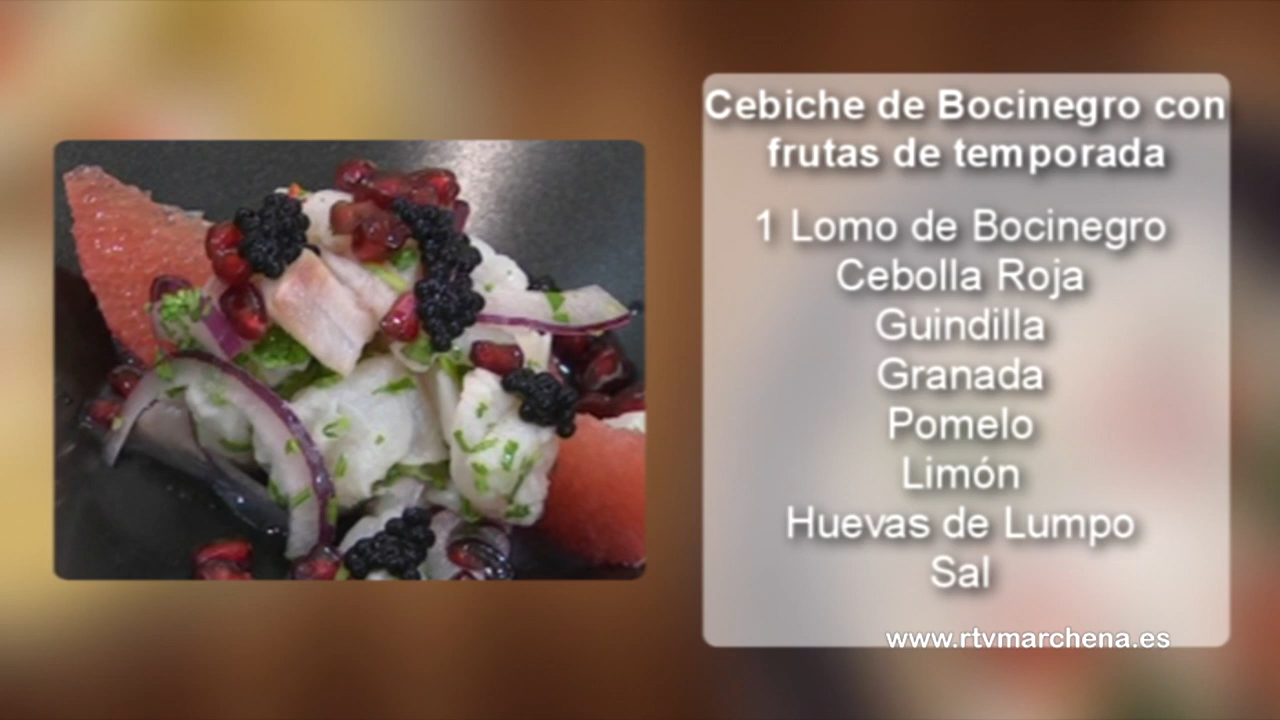 Cebiche de Bocinegro con
frutas de temporada
1 Lomo de Bocinegro
Cebolla Roja
Guindilla
Granada
Pomelo
Limón
Huevas de Lumpo
Sal
www.rtvmarchena.es